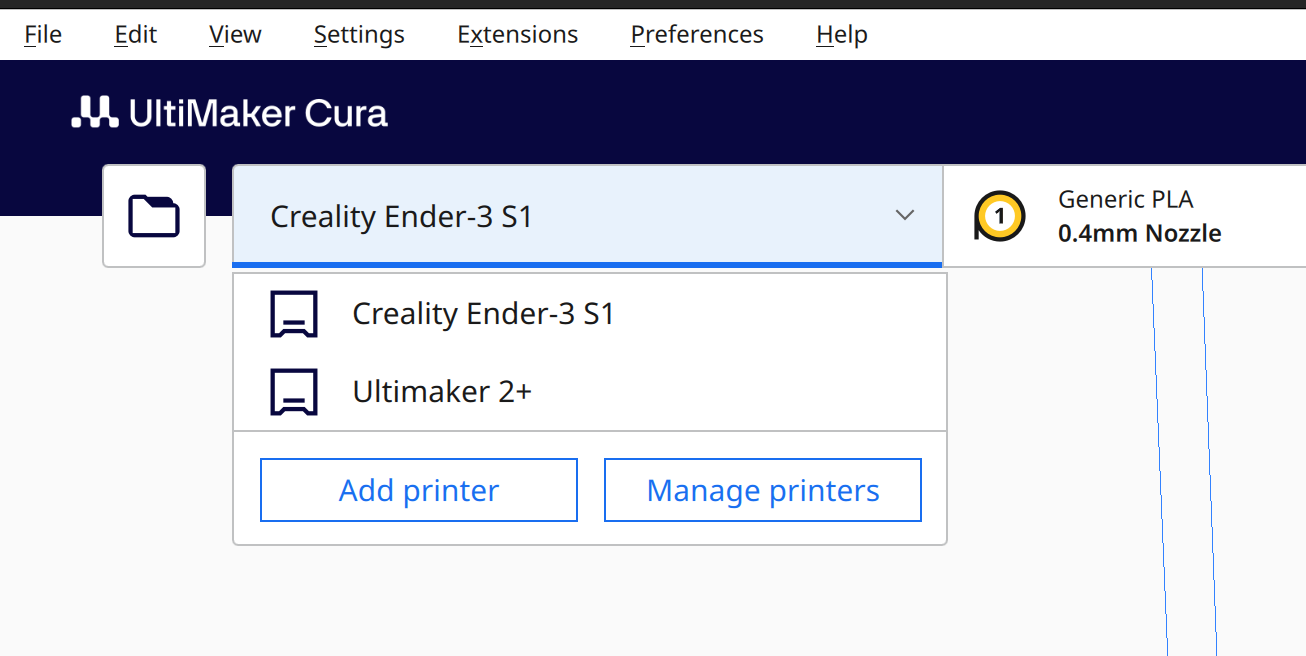 File Edit View Settings Extensions Preferences Help
UltiMaker Cura
Creality Ender-3 S1
1
Generic PLA
0.4mm Nozzle
Creality Ender-3 S1
Ultimaker 2+
Add printer Manage printers